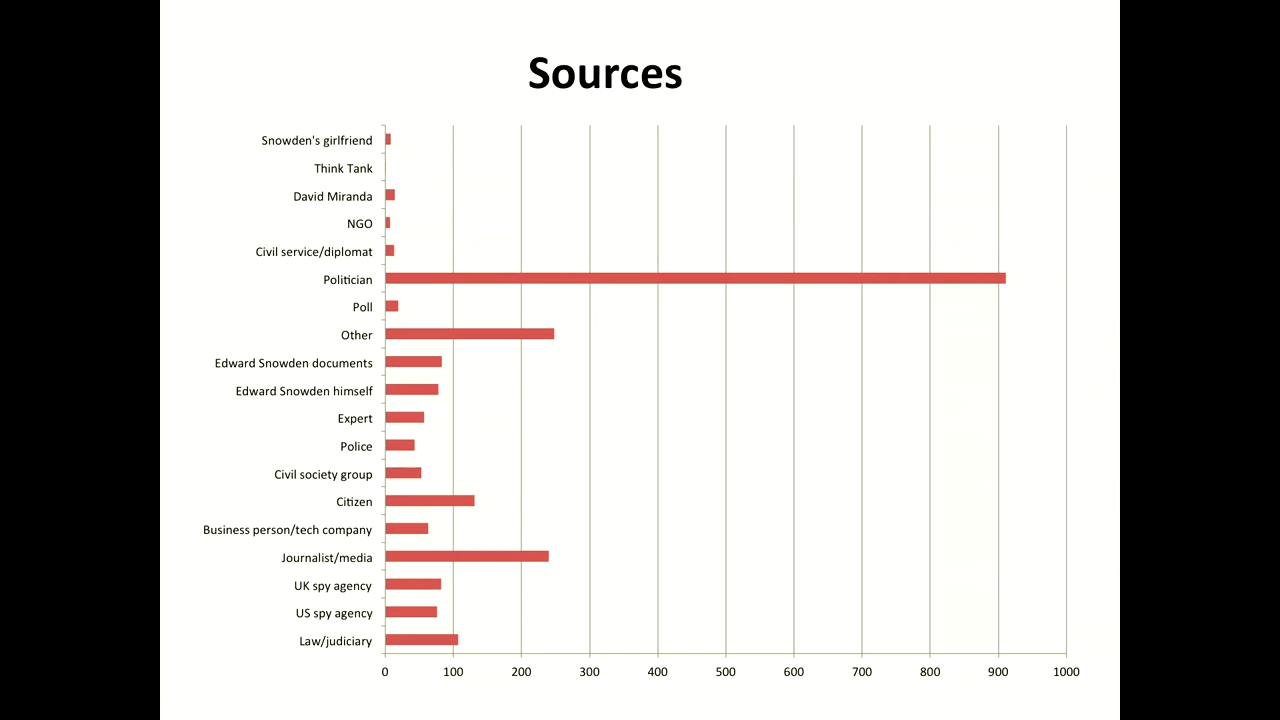 Sources
Snowden's girlfriend
Think Tank
David Miranda
NGO
Civil service/diplomat
Politician
Poll
Other
Edward Snowden documents
Edward Snowden himself
Expert
Police
Civil society group
Citizen
Business person/tech company
Journalist/media
UK spy agency
US spy agency
Law/judiciary
0 100 200 300 400 500 600 700 800 900 1000